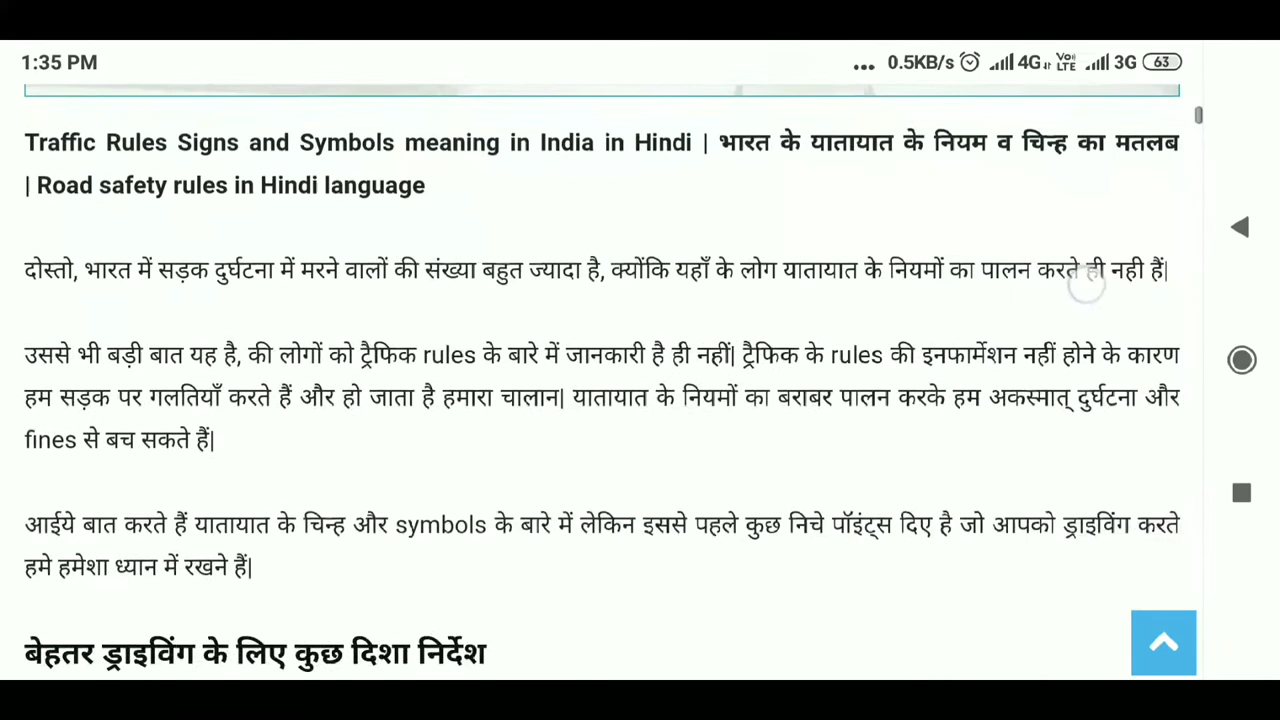 1:35 PM
... 0.5KB/s 4G Vo)) LTE 3G 63
Traffic Rules Signs and Symbols meaning in India in Hindi | भारत के यातायात के नियम व चिन्ह का मतलब
| Road safety rules in Hindi language
दोस्तो, भारत में सड़क दुर्घटना में मरने वालों की संख्या बहुत ज्यादा है, क्योंकि यहाँ के लोग यातायात के नियमों का पालन करते ही नही हैं|
उससे भी बड़ी बात यह है, की लोगों को ट्रैफिक rules के बारे में जानकारी है ही नहीं| ट्रैफिक के rules की इनफार्मेशन नहीं होने के कारण
हम सड़क पर गलतियाँ करते हैं और हो जाता है हमारा चालान| यातायात के नियमों का बराबर पालन करके हम अकस्मात् दुर्घटना और
fines से बच सकते हैं|
आईये बात करते हैं यातायात के चिन्ह और symbols के बारे में लेकिन इससे पहले कुछ निचे पॉइंट्स दिए है जो आपको ड्राइविंग करते
हमे हमेशा ध्यान में रखने हैं|
बेहतर ड्राइविंग के लिए कुछ दिशा निर्देश